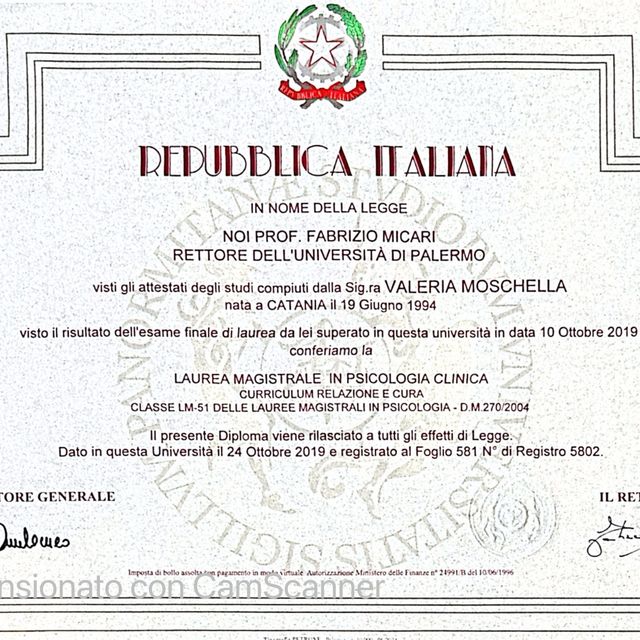 REPUBBLICA ITALIANA
REPUBBLICA ITALIANA
IN NOME DELLA LEGGE
NOI PROF. FABRIZIO MICARI
RETTORE DELL'UNIVERSITÀ DI PALERMO
visti gli attestati degli studi compiuti dalla Sig.ra VALERIA MOSCHELLA
nata a CATANIA il 19 Giugno 1994
visto il risultato dell'esame finale di laurea da lei superato in questa università in data 10 Ottobre 2019
conferiamo la
LAUREA MAGISTRALE IN PSICOLOGIA CLINICA
CURRICULUM RELAZIONE E CURA
CLASSE LM-51 DELLE LAUREE MAGISTRALI IN PSICOLOGIA - D.M.270/2004
Il presente Diploma viene rilasciato a tutti gli effetti di Legge.
Dato in questa Università il 24 Ottobre 2019 e registrato al Foglio 581 N° di Registro 5802.
TORE GENERALE
IL RET
Imposta di bollo assolta con pagamento in modo virtuale Autorizzazione Ministero delle Finanze n° 24991/B del 10/06/1996
nsionato con CamScanner
SIGILLVM PANORMITANÆ STVDIORVM VNIVERSITATIS